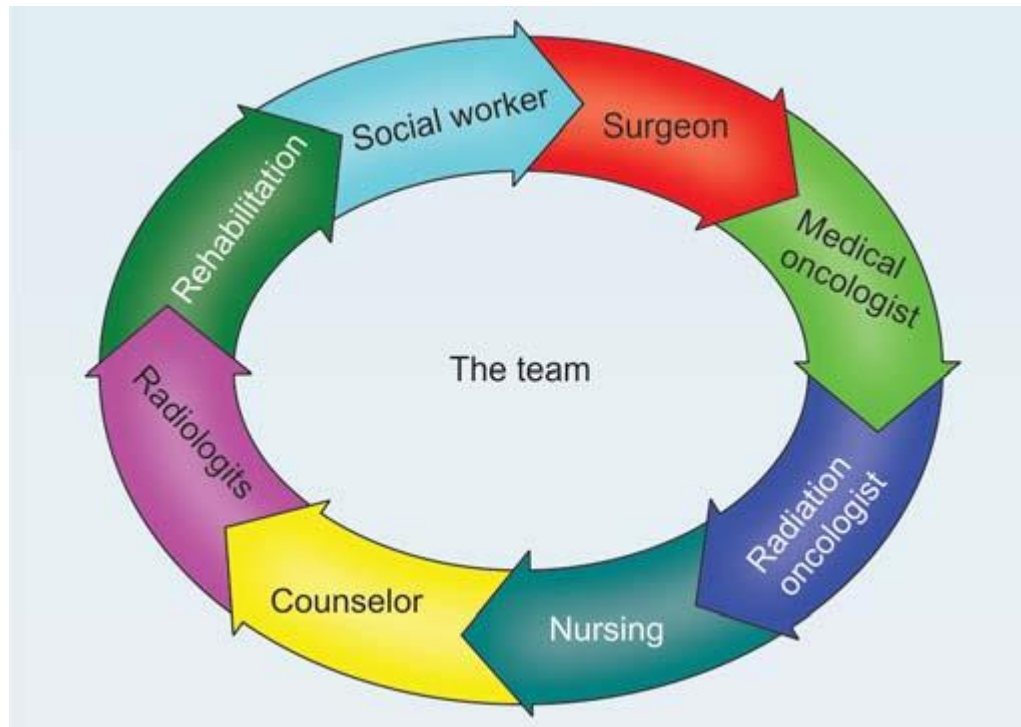 Social worker
Surgeon
Medical
oncologist
Radiation
oncologist
Nursing
Counselor
Radiologits
Rehabilitation
The team